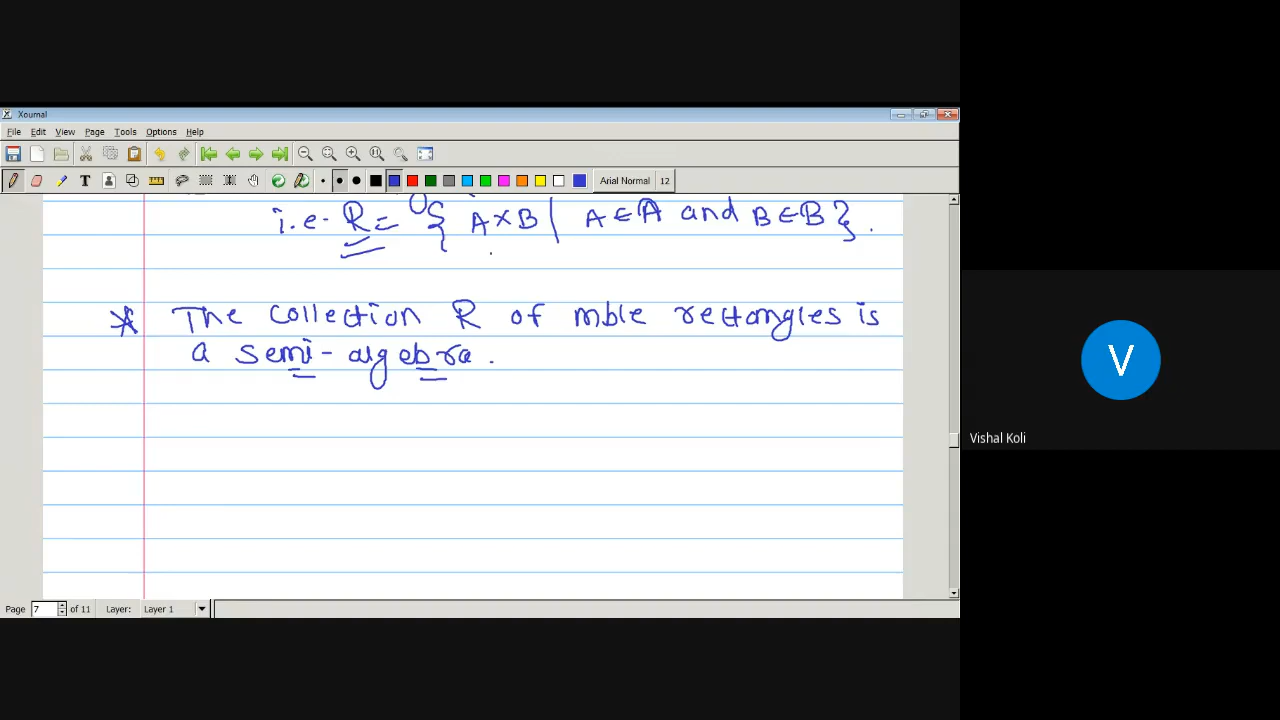 Xournal
File Edit View Page Tools Options Help
Arial Normal 12
i.e. R = { A×B | A∈𝔸 and B∈𝔹 }.
* The collection R of mble rectangles is
a semi-algebra.
V
Vishal Koli
Page 7 of 11 Layer: Layer 1